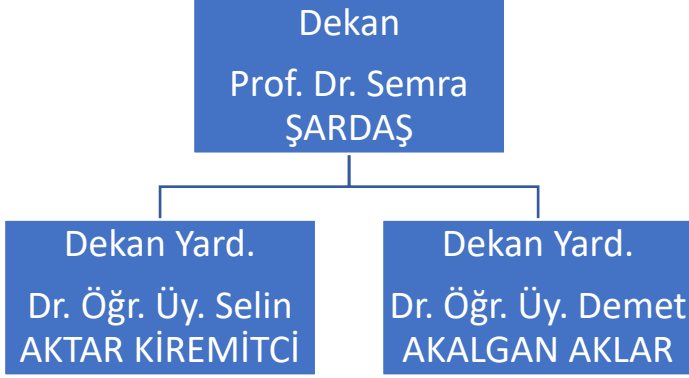 Dekan
Prof. Dr. Semra
ŞARDAŞ
Dekan Yard.
Dr. Öğr. Üy. Selin
AKTAR KİREMİTCİ
Dekan Yard.
Dr. Öğr. Üy. Demet
AKALGAN AKLAR